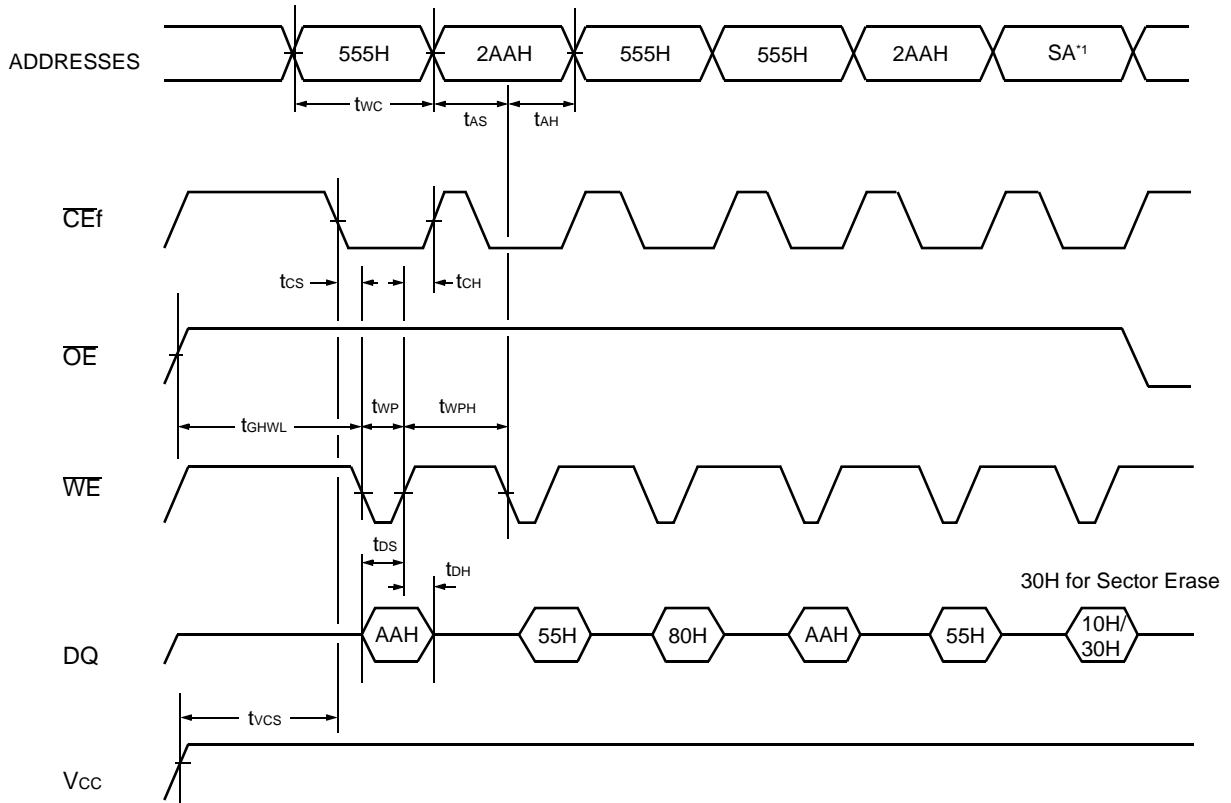 ADDRESSES 555H 2AAH 555H 555H 2AAH SA*1
tWC tAS tAH
CEf
tCS tCH
OE
tGHWL tWP tWPH
WE
tDS
tDH
30H for Sector Erase
DQ AAH 55H 80H AAH 55H 10H/
30H
tVCS
VCC